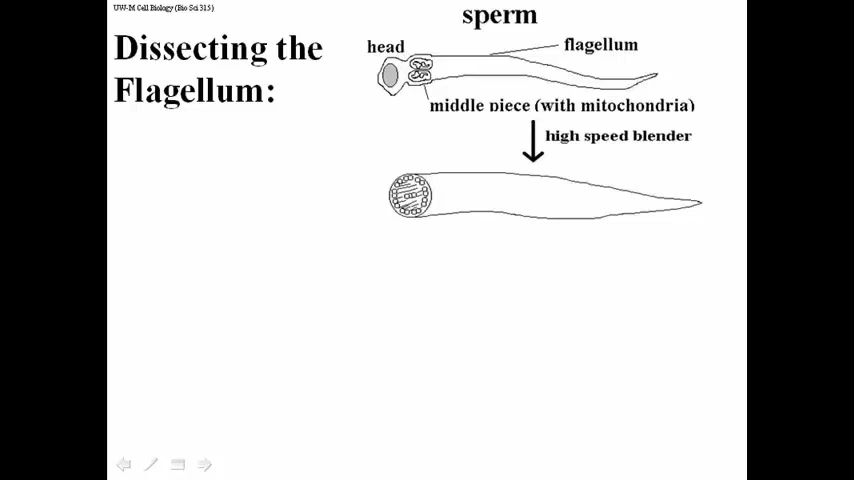 UW-M Cell Biology (Bio Sci 315)
Dissecting the
Flagellum:
sperm
head
flagellum
middle piece (with mitochondria)
high speed blender